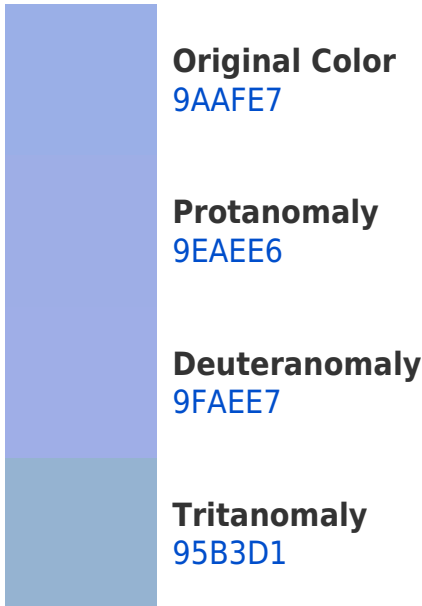 Original Color
9AAFE7
Protanomaly
9EAEE6
Deuteranomaly
9FAEE7
Tritanomaly
95B3D1